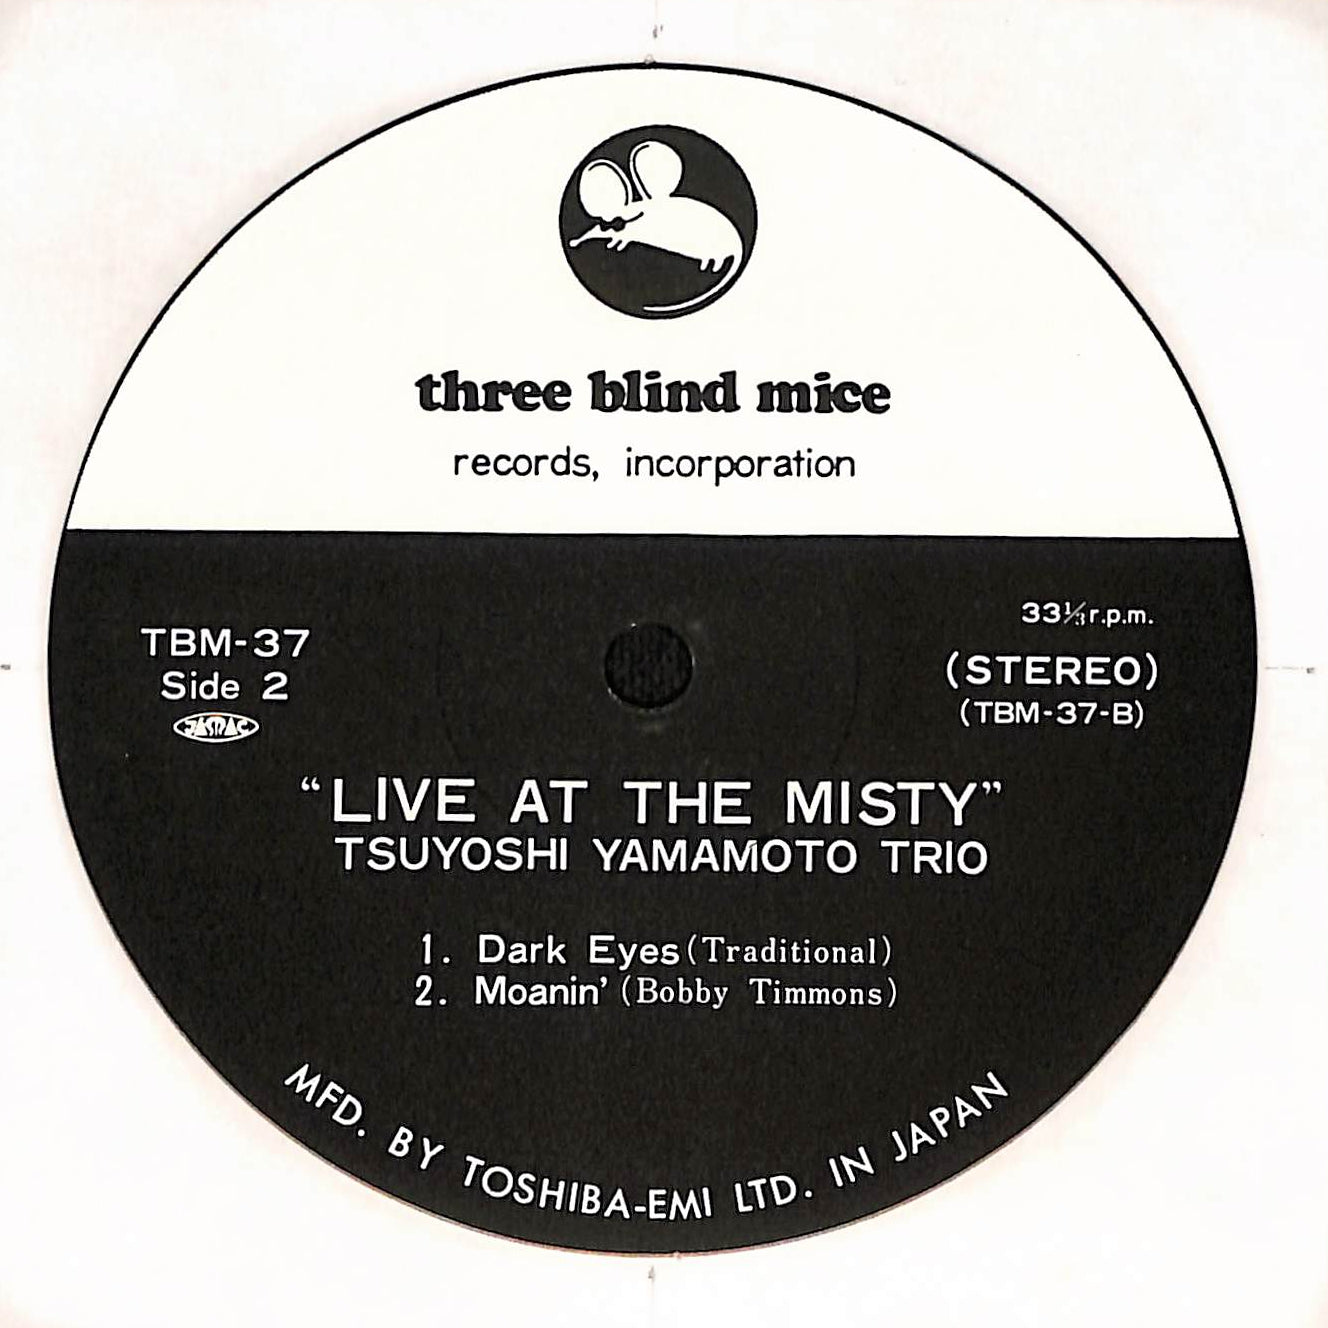 three blind mice
records, incorporation
TBM-37
Side 2
JASRAC
33⅓r.p.m.
(STEREO)
(TBM-37-B)
“LIVE AT THE MISTY”
TSUYOSHI YAMAMOTO TRIO
1. Dark Eyes (Traditional)
2. Moanin’ (Bobby Timmons)
MFD. BY TOSHIBA-EMI LTD. IN JAPAN